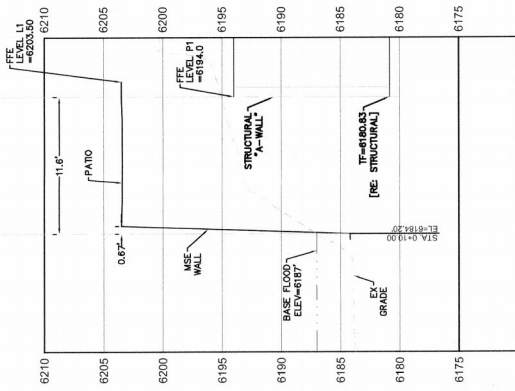 6210
6205
6200
6195
6190
6185
6180
6175
FFE
LEVEL L1
=6203.50
11.6'
PATIO
0.67'
MSE
WALL
FFE
LEVEL P1
=6194.0
STRUCTURAL
"A-WALL"
TF=6180.83
[RE: STRUCTURAL]
BASE FLOOD
ELEV=6187'
EX
GRADE
STA. 0+10.00
EL=6184.20'
6210
6205
6200
6195
6190
6185
6180
6175